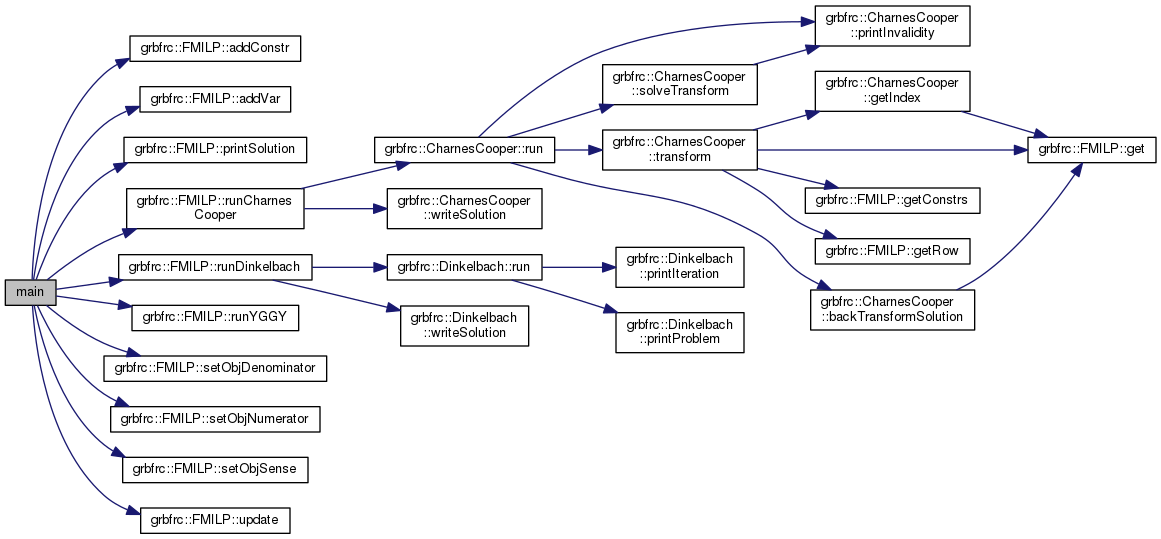 main
grbfrc::FMILP::addConstr
grbfrc::FMILP::addVar
grbfrc::FMILP::printSolution
grbfrc::FMILP::runCharnes
Cooper
grbfrc::FMILP::runDinkelbach
grbfrc::FMILP::runYGGY
grbfrc::FMILP::setObjDenominator
grbfrc::FMILP::setObjNumerator
grbfrc::FMILP::setObjSense
grbfrc::FMILP::update
grbfrc::CharnesCooper::run
grbfrc::CharnesCooper
::writeSolution
grbfrc::Dinkelbach::run
grbfrc::Dinkelbach
::writeSolution
grbfrc::CharnesCooper
::solveTransform
grbfrc::CharnesCooper
::transform
grbfrc::Dinkelbach
::printIteration
grbfrc::Dinkelbach
::printProblem
grbfrc::CharnesCooper
::printInvalidity
grbfrc::CharnesCooper
::getIndex
grbfrc::FMILP::getConstrs
grbfrc::FMILP::getRow
grbfrc::CharnesCooper
::backTransformSolution
grbfrc::FMILP::get